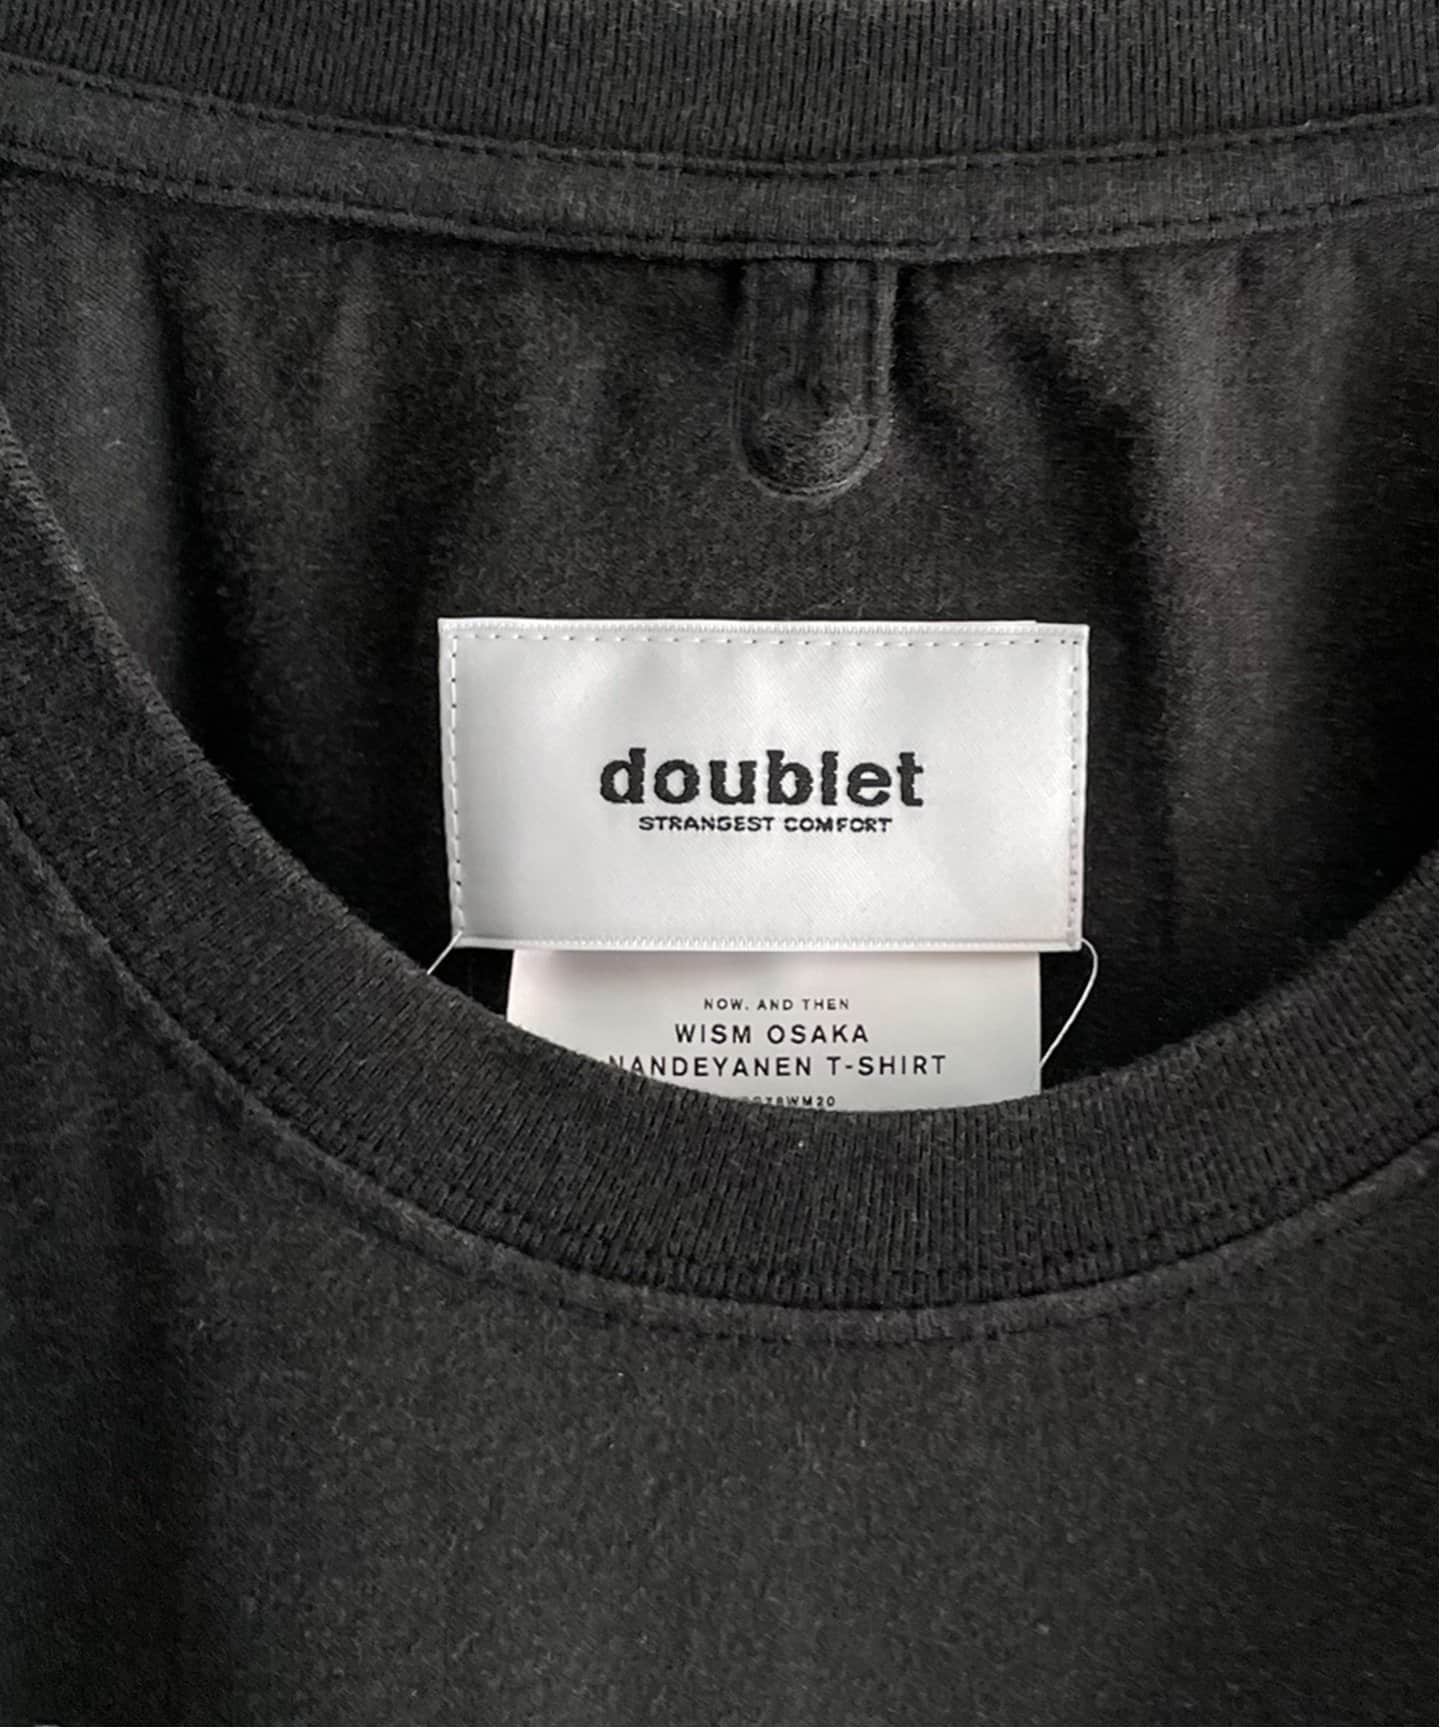 doublet
STRANGEST COMFORT
NOW, AND THEN
WISM OSAKA
NANDEYANEN T-SHIRT